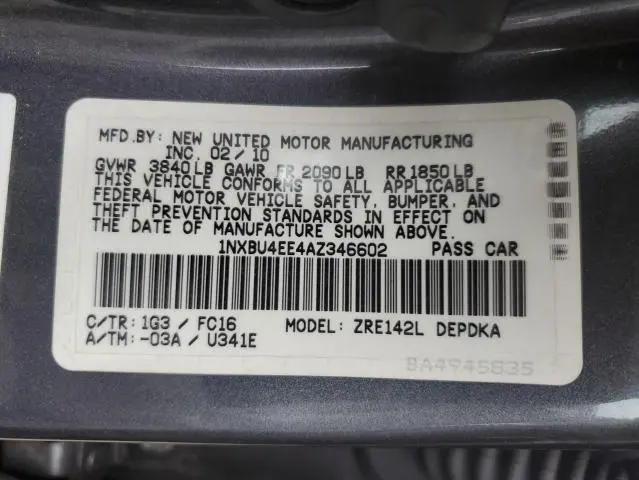 MFD.BY: NEW UNITED MOTOR MANUFACTURING
INC. 02/10
GVWR 3840LB GAWR FR 2090LB RR1850LB
THIS VEHICLE CONFORMS TO ALL APPLICABLE
FEDERAL MOTOR VEHICLE SAFETY, BUMPER, AND
THEFT PREVENTION STANDARDS IN EFFECT ON
THE DATE OF MANUFACTURE SHOWN ABOVE.
1NXBU4EE4AZ346602 PASS CAR
C/TR: 1G3 / FC16 MODEL: ZRE142L DEPDKA
A/TM: -03A / U341E
BA4945835